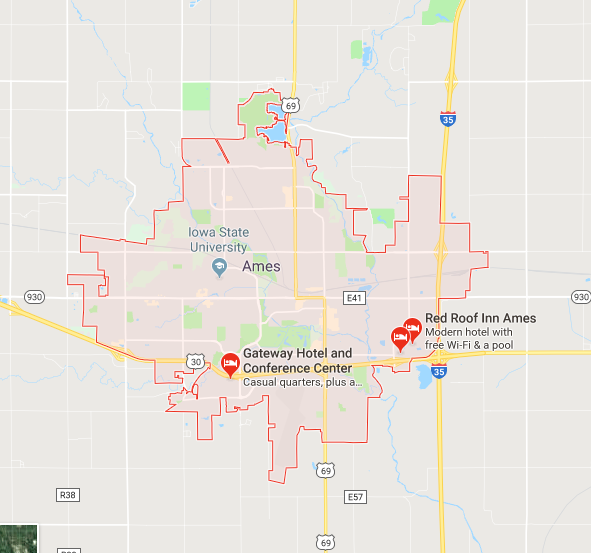 69
35
Iowa State
University
Ames
930
E41
930
Red Roof Inn Ames
Modern hotel with
free Wi-Fi & a pool
Gateway Hotel and
Conference Center
Casual quarters, plus a...
30
35
69
R38
E57
69